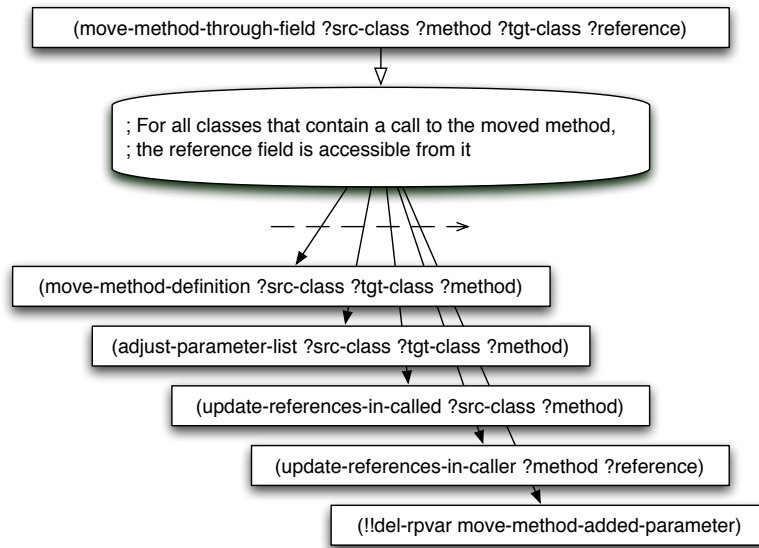 (move-method-through-field ?src-class ?method ?tgt-class ?reference)
; For all classes that contain a call to the moved method,
; the reference field is accessible from it
(move-method-definition ?src-class ?tgt-class ?method)
(adjust-parameter-list ?src-class ?tgt-class ?method)
(update-references-in-called ?src-class ?method)
(update-references-in-caller ?method ?reference)
(!!del-rpvar move-method-added-parameter)